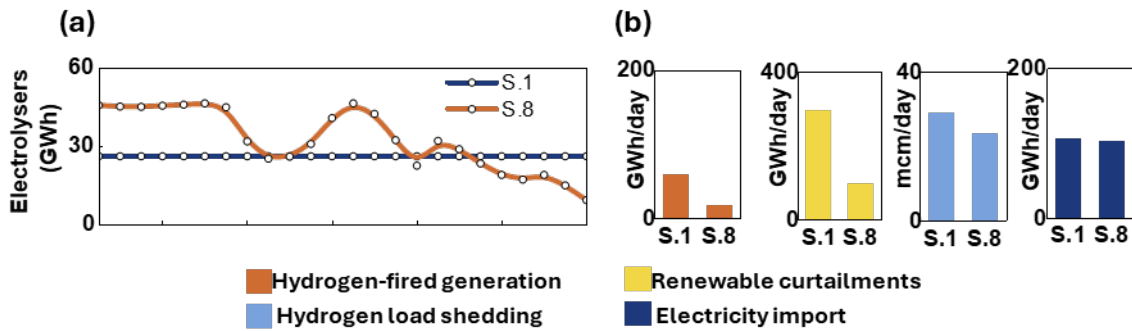 (a)
Electrolysers
(GWh)
60
30
0
S.1
S.8
(b)
GWh/day
200
0
S.1 S.8
GWh/day
400
0
S.1 S.8
mcm/day
40
0
S.1 S.8
GWh/day
200
0
S.1 S.8
Hydrogen-fired generation
Renewable curtailments
Hydrogen load shedding
Electricity import